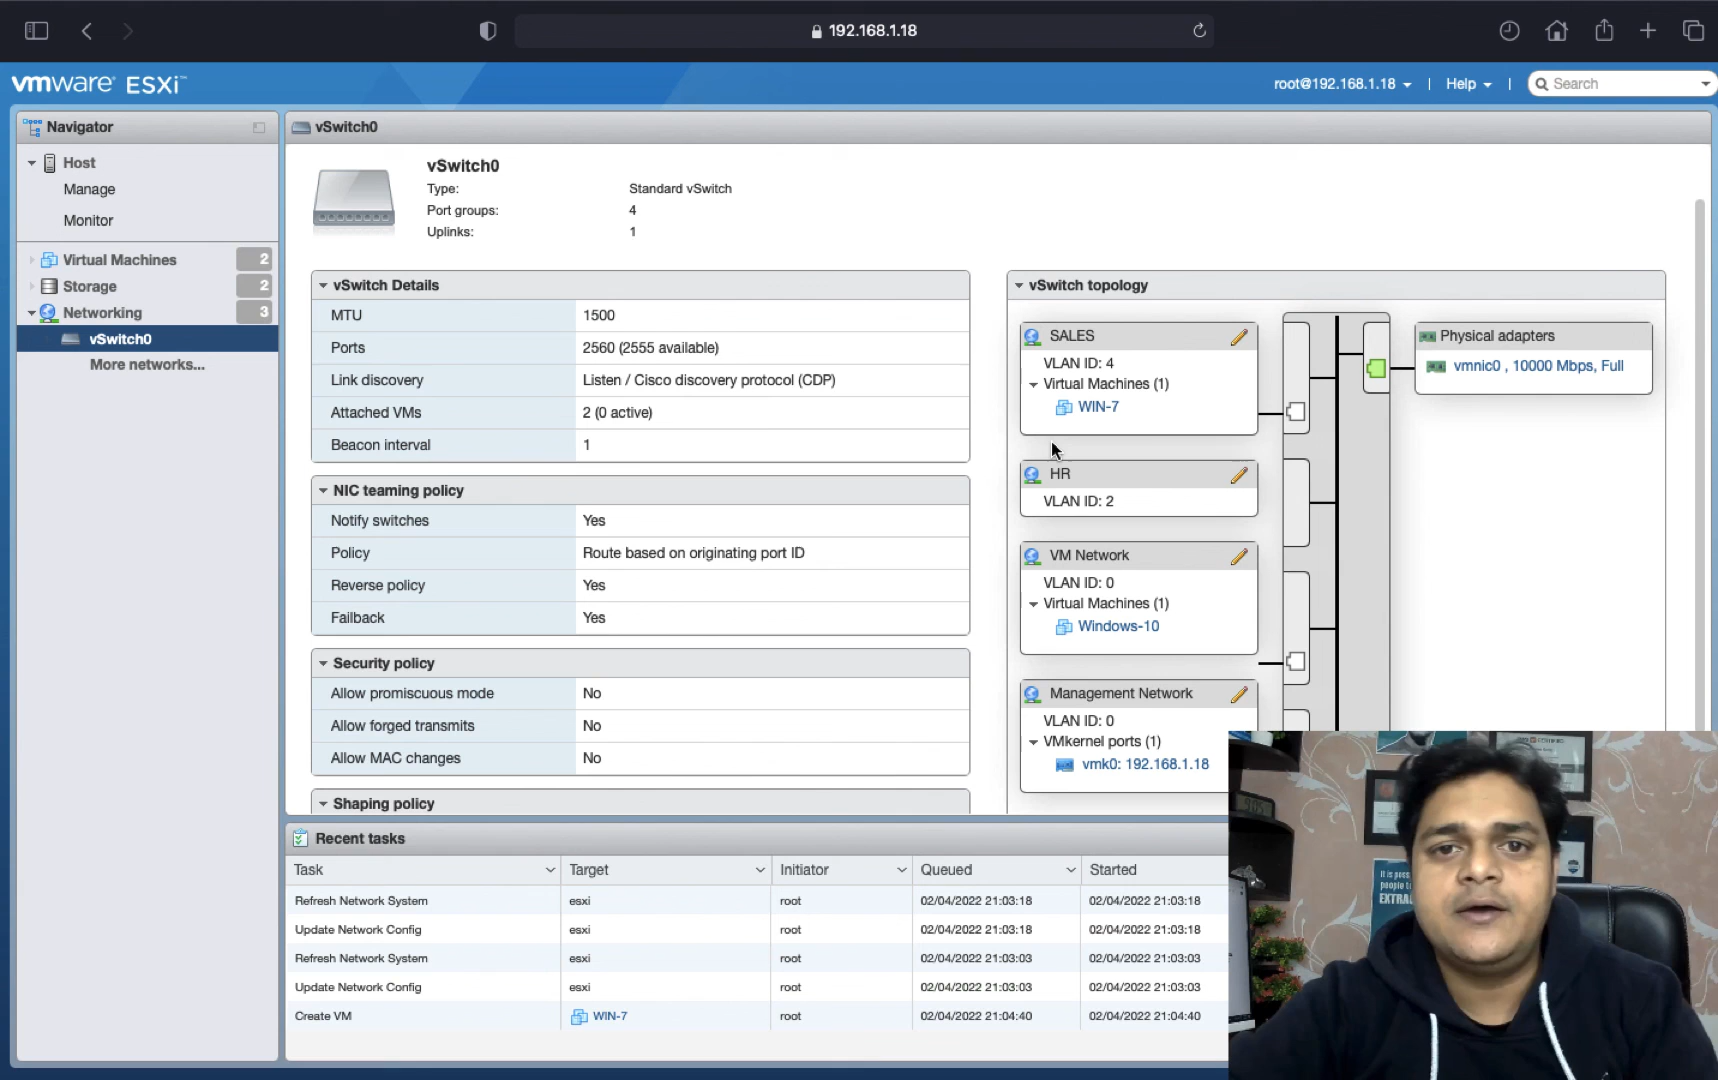 192.168.1.18
vmware ESXi™
root@192.168.1.18 | Help | Search
Navigator
Host
Manage
Monitor
Virtual Machines 2
Storage 2
Networking 3
vSwitch0
More networks...
vSwitch0
vSwitch0
Type: Standard vSwitch
Port groups: 4
Uplinks: 1
vSwitch Details
MTU 1500
Ports 2560 (2555 available)
Link discovery Listen / Cisco discovery protocol (CDP)
Attached VMs 2 (0 active)
Beacon interval 1
NIC teaming policy
Notify switches Yes
Policy Route based on originating port ID
Reverse policy Yes
Failback Yes
Security policy
Allow promiscuous mode No
Allow forged transmits No
Allow MAC changes No
Shaping policy
vSwitch topology
SALES
VLAN ID: 4
Virtual Machines (1)
WIN-7
HR
VLAN ID: 2
VM Network
VLAN ID: 0
Virtual Machines (1)
Windows-10
Management Network
VLAN ID: 0
VMkernel ports (1)
vmk0: 192.168.1.18
Physical adapters
vmnic0 , 10000 Mbps, Full
Recent tasks
Task Target Initiator Queued Started
Refresh Network System esxi root 02/04/2022 21:03:18 02/04/2022 21:03:18
Update Network Config esxi root 02/04/2022 21:03:18 02/04/2022 21:03:18
Refresh Network System esxi root 02/04/2022 21:03:03 02/04/2022 21:03:03
Update Network Config esxi root 02/04/2022 21:03:03 02/04/2022 21:03:03
Create VM WIN-7 root 02/04/2022 21:04:40 02/04/2022 21:04:40
It is poss
people to
EXTRA